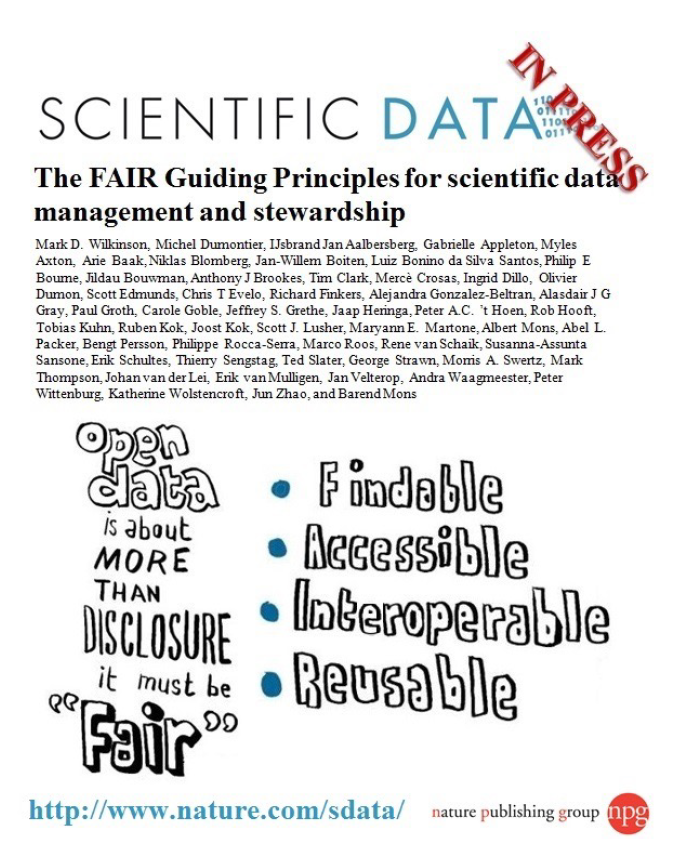 IN PRESS
SCIENTIFIC DATA
The FAIR Guiding Principles for scientific data
management and stewardship
Mark D. Wilkinson, Michel Dumontier, IJsbrand Jan Aalbersberg, Gabrielle Appleton, Myles
Axton, Arie Baak, Niklas Blomberg, Jan-Willem Boiten, Luiz Bonino da Silva Santos, Philip E
Bourne, Jildau Bouwman, Anthony J Brookes, Tim Clark, Mercè Crosas, Ingrid Dillo, Olivier
Dumon, Scott Edmunds, Chris T Evelo, Richard Finkers, Alejandra Gonzalez-Beltran, Alasdair J G
Gray, Paul Groth, Carole Goble, Jeffrey S. Grethe, Jaap Heringa, Peter A.C. 't Hoen, Rob Hooft,
Tobias Kuhn, Ruben Kok, Joost Kok, Scott J. Lusher, Maryann E. Martone, Albert Mons, Abel L.
Packer, Bengt Persson, Philippe Rocca-Serra, Marco Roos, Rene van Schaik, Susanna-Assunta
Sansone, Erik Schultes, Thierry Sengstag, Ted Slater, George Strawn, Morris A. Swertz, Mark
Thompson, Johan van der Lei, Erik van Mulligen, Jan Velterop, Andra Waagmeester, Peter
Wittenburg, Katherine Wolstencroft, Jun Zhao, and Barend Mons
open
data
is about
MORE
THAN
DISCLOSURE
it must be
"Fair"
• Findable
• Accessible
• Interoperable
• Reusable
http://www.nature.com/sdata/
nature publishing group npg